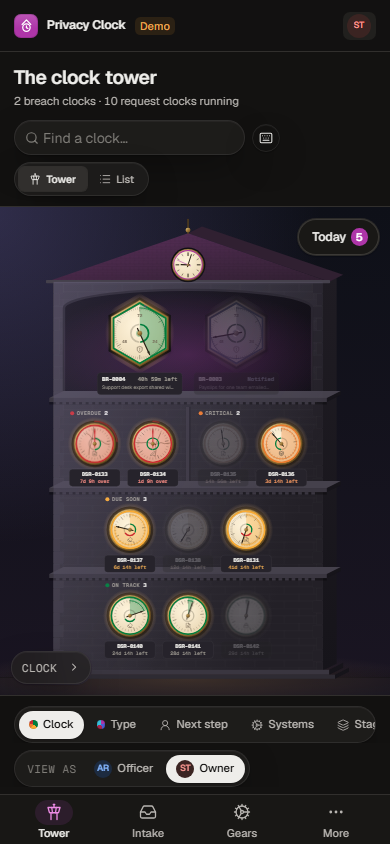 Privacy Clock Demo ST
The clock tower
2 breach clocks · 10 request clocks running
Find a clock...
Tower List
Today 5
BR-0004 40h 59m left
Support desk export shared wi...
BR-0003 Notified
OVERDUE 2
CRITICAL 2
DSR-0133
7d 9h over
DSR-0134
1d 9h over
DSR-0136
3d 14h left
DUE SOON 3
DSR-0137
6d 14h left
DSR-0131
41d 14h left
ON TRACK 3
DSR-0140
24d 14h left
DSR-0141
28d 14h left
CLOCK
Clock Type Next step Systems Stag
VIEW AS AR Officer ST Owner
Tower Intake Gears More